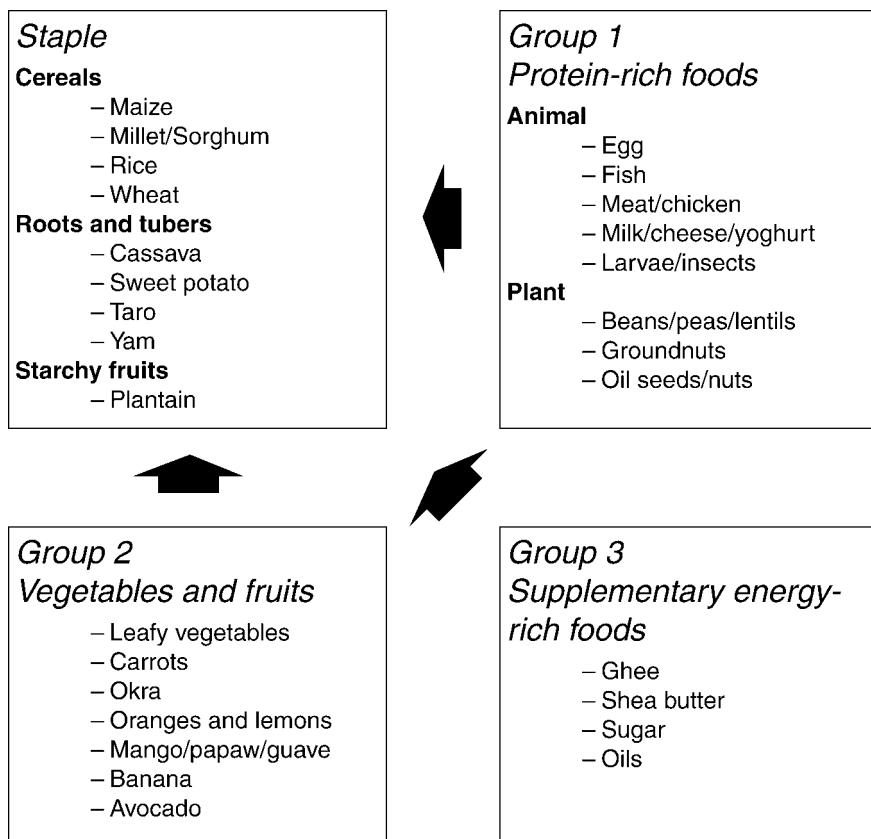 Staple
Cereals
– Maize
– Millet/Sorghum
– Rice
– Wheat
Roots and tubers
– Cassava
– Sweet potato
– Taro
– Yam
Starchy fruits
– Plantain
Group 1
Protein-rich foods
Animal
– Egg
– Fish
– Meat/chicken
– Milk/cheese/yoghurt
– Larvae/insects
Plant
– Beans/peas/lentils
– Groundnuts
– Oil seeds/nuts
Group 2
Vegetables and fruits
– Leafy vegetables
– Carrots
– Okra
– Oranges and lemons
– Mango/papaw/guave
– Banana
– Avocado
Group 3
Supplementary energy-
rich foods
– Ghee
– Shea butter
– Sugar
– Oils